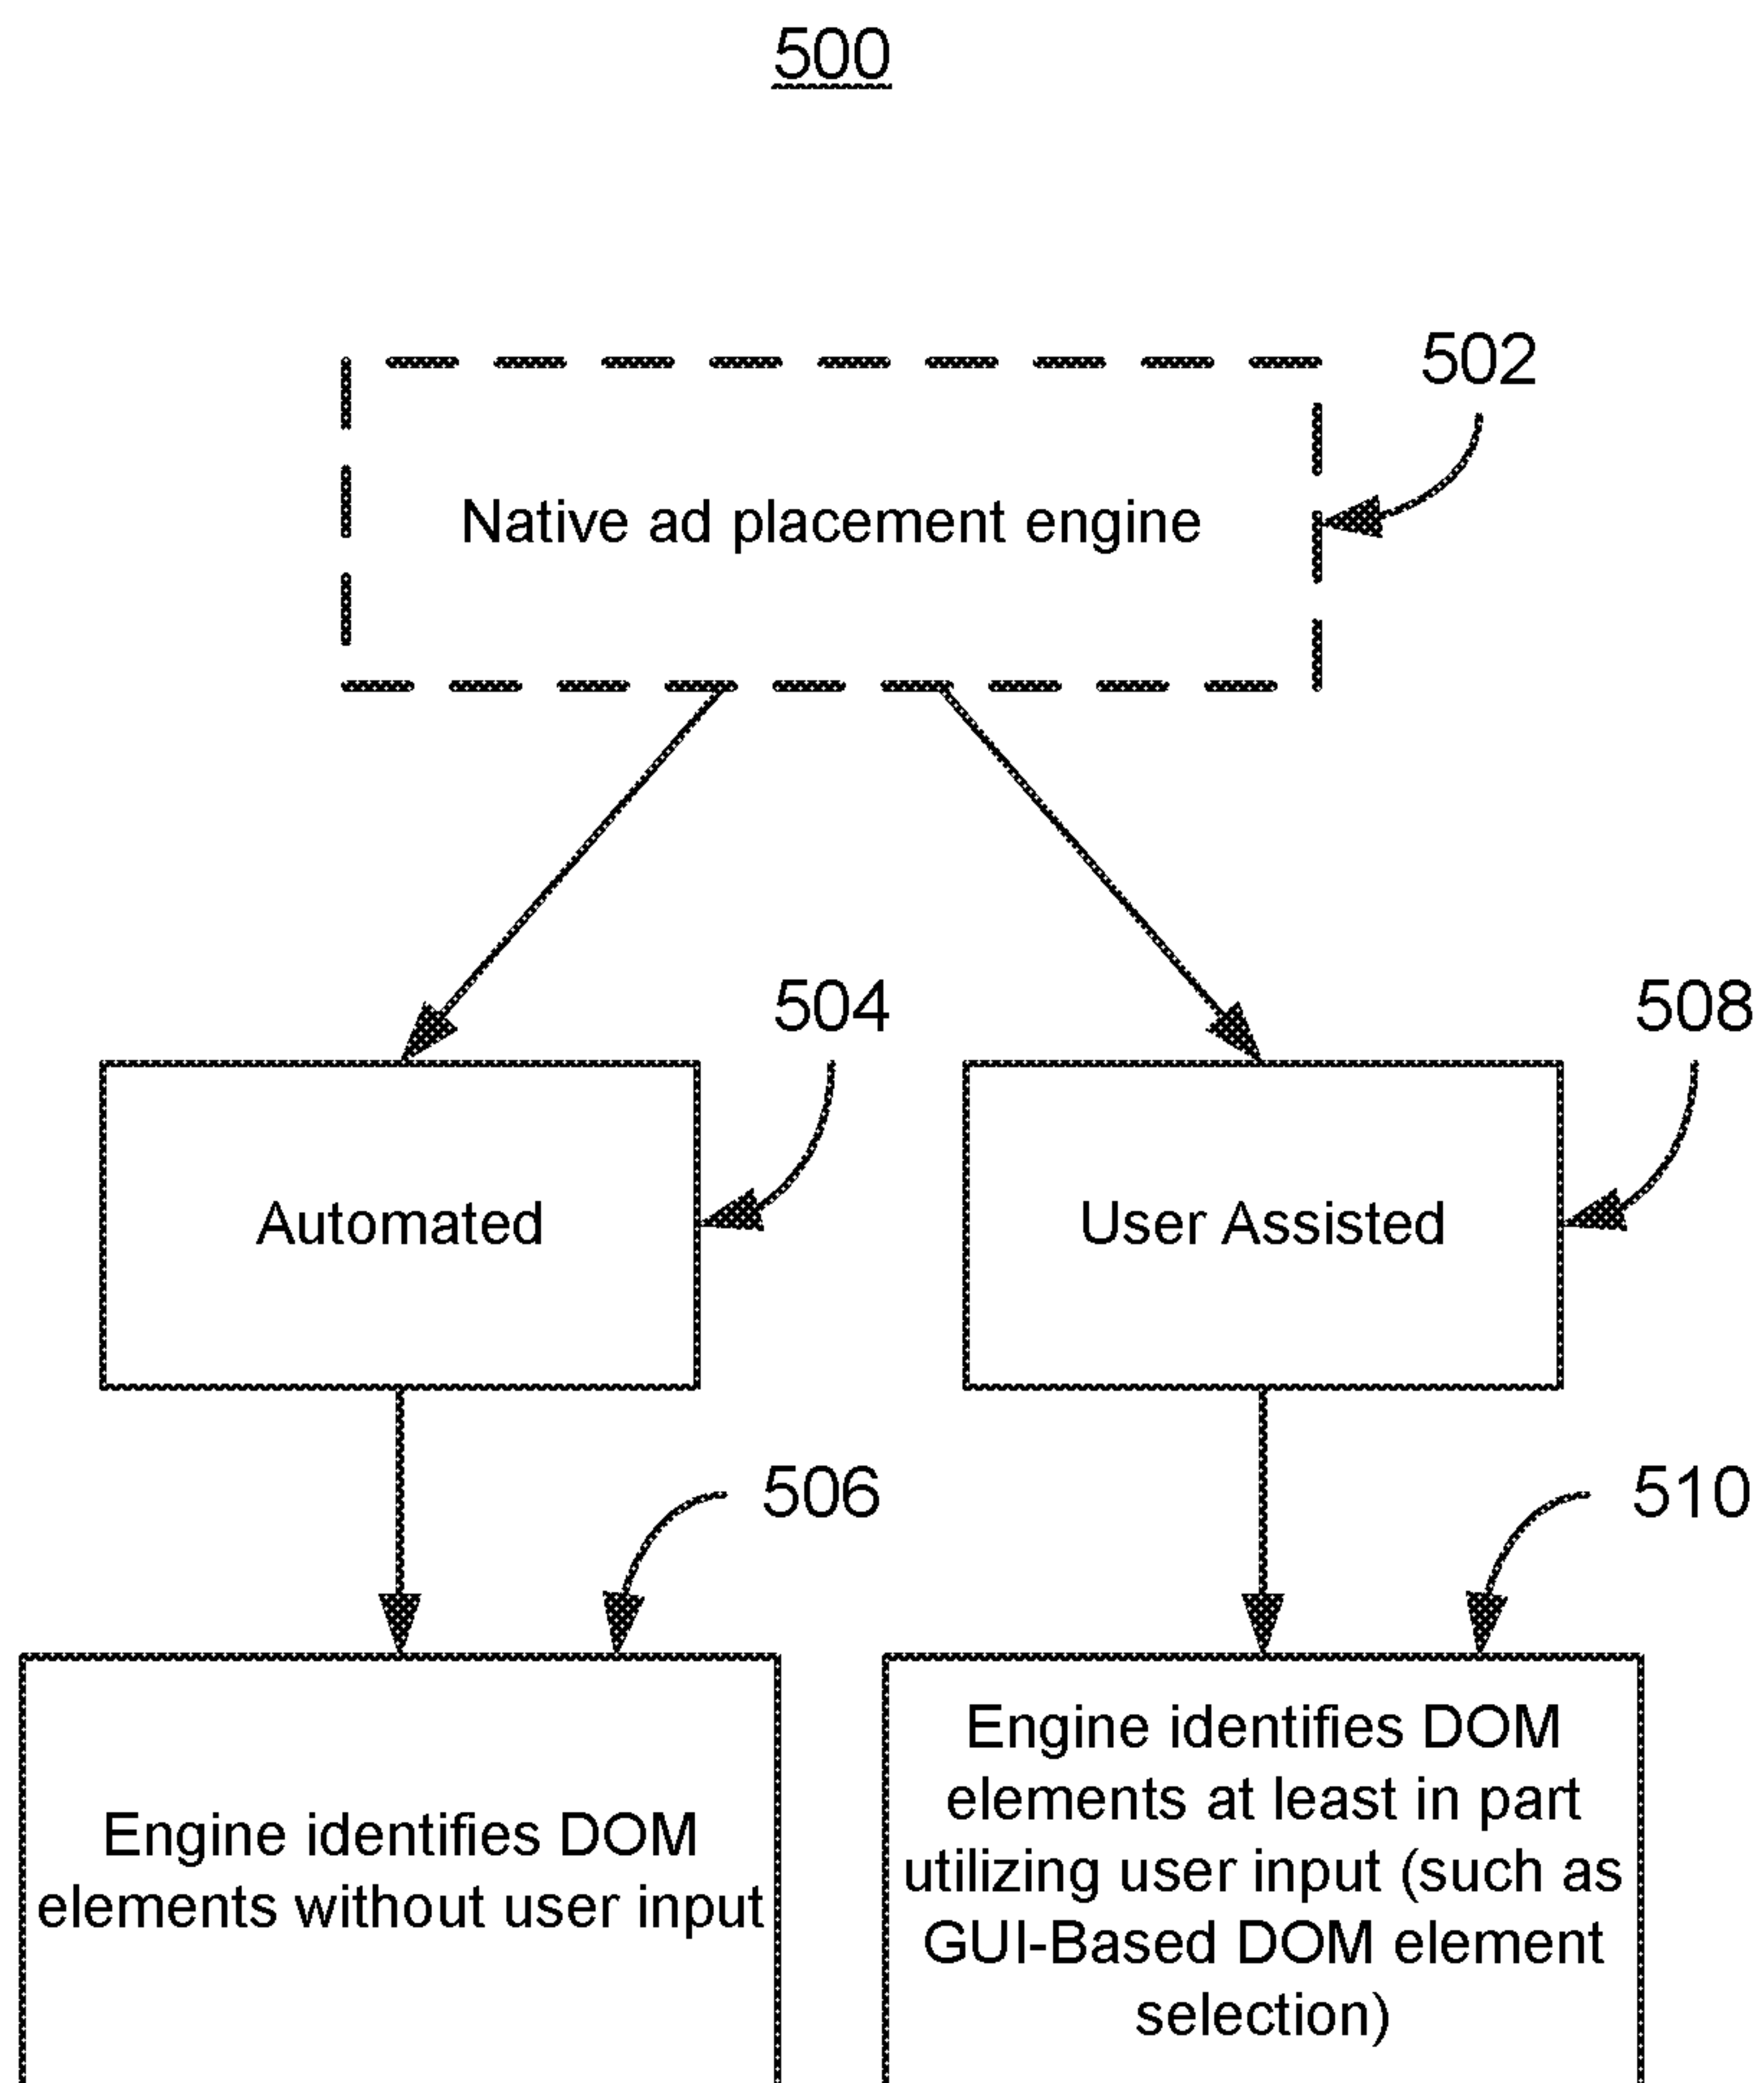 500
502
Native ad placement engine
504
508
Automated
User Assisted
506
510
Engine identifies DOM
elements without user input
Engine identifies DOM
elements at least in part
utilizing user input (such as
GUI-Based DOM element
selection)